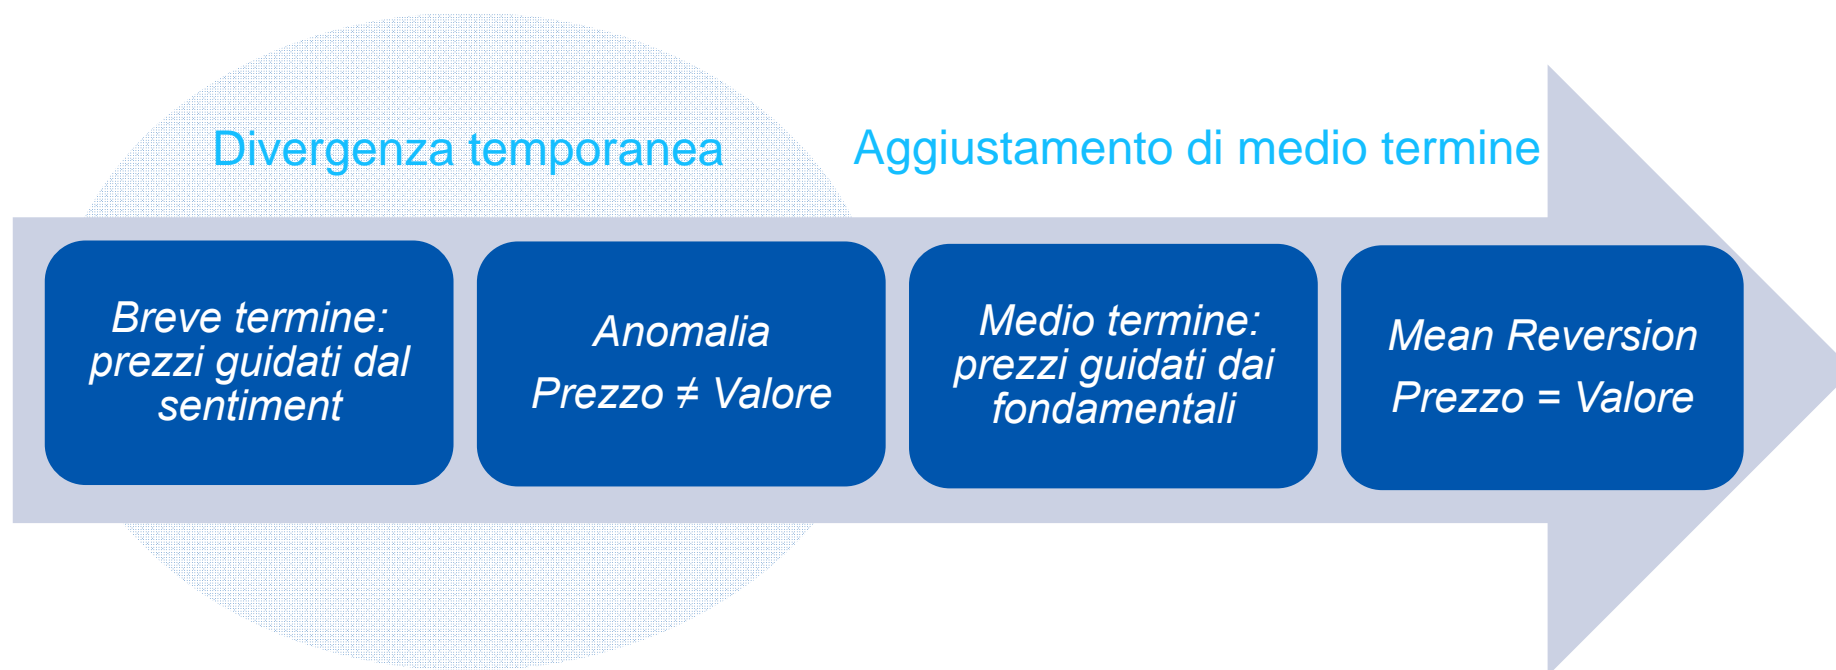 Divergenza temporanea
Aggiustamento di medio termine
Breve termine:
prezzi guidati dal
sentiment
Anomalia
Prezzo ≠ Valore
Medio termine:
prezzi guidati dai
fondamentali
Mean Reversion
Prezzo = Valore